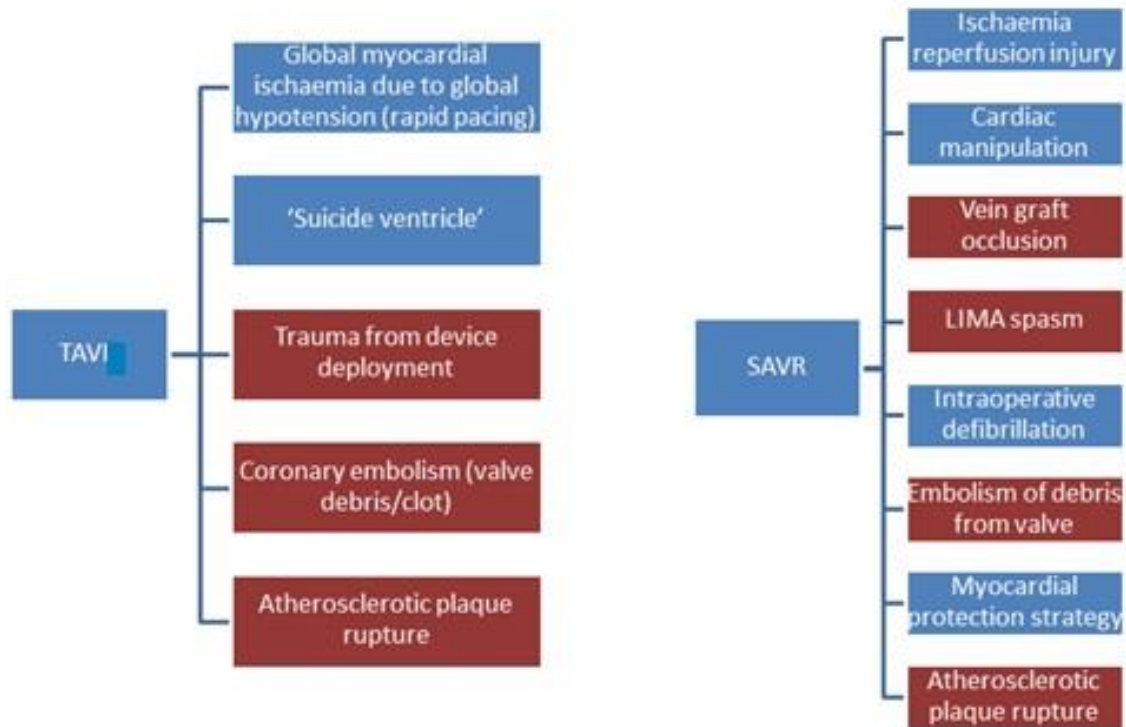 TAVI
Global myocardial
ischaemia due to global
hypotension (rapid pacing)
‘Suicide ventricle’
Trauma from device
deployment
Coronary embolism (valve
debris/clot)
Atherosclerotic plaque
rupture
SAVR
Ischaemia
reperfusion injury
Cardiac
manipulation
Vein graft
occlusion
LIMA spasm
Intraoperative
defibrillation
Embolism of debris
from valve
Myocardial
protection strategy
Atherosclerotic
plaque rupture